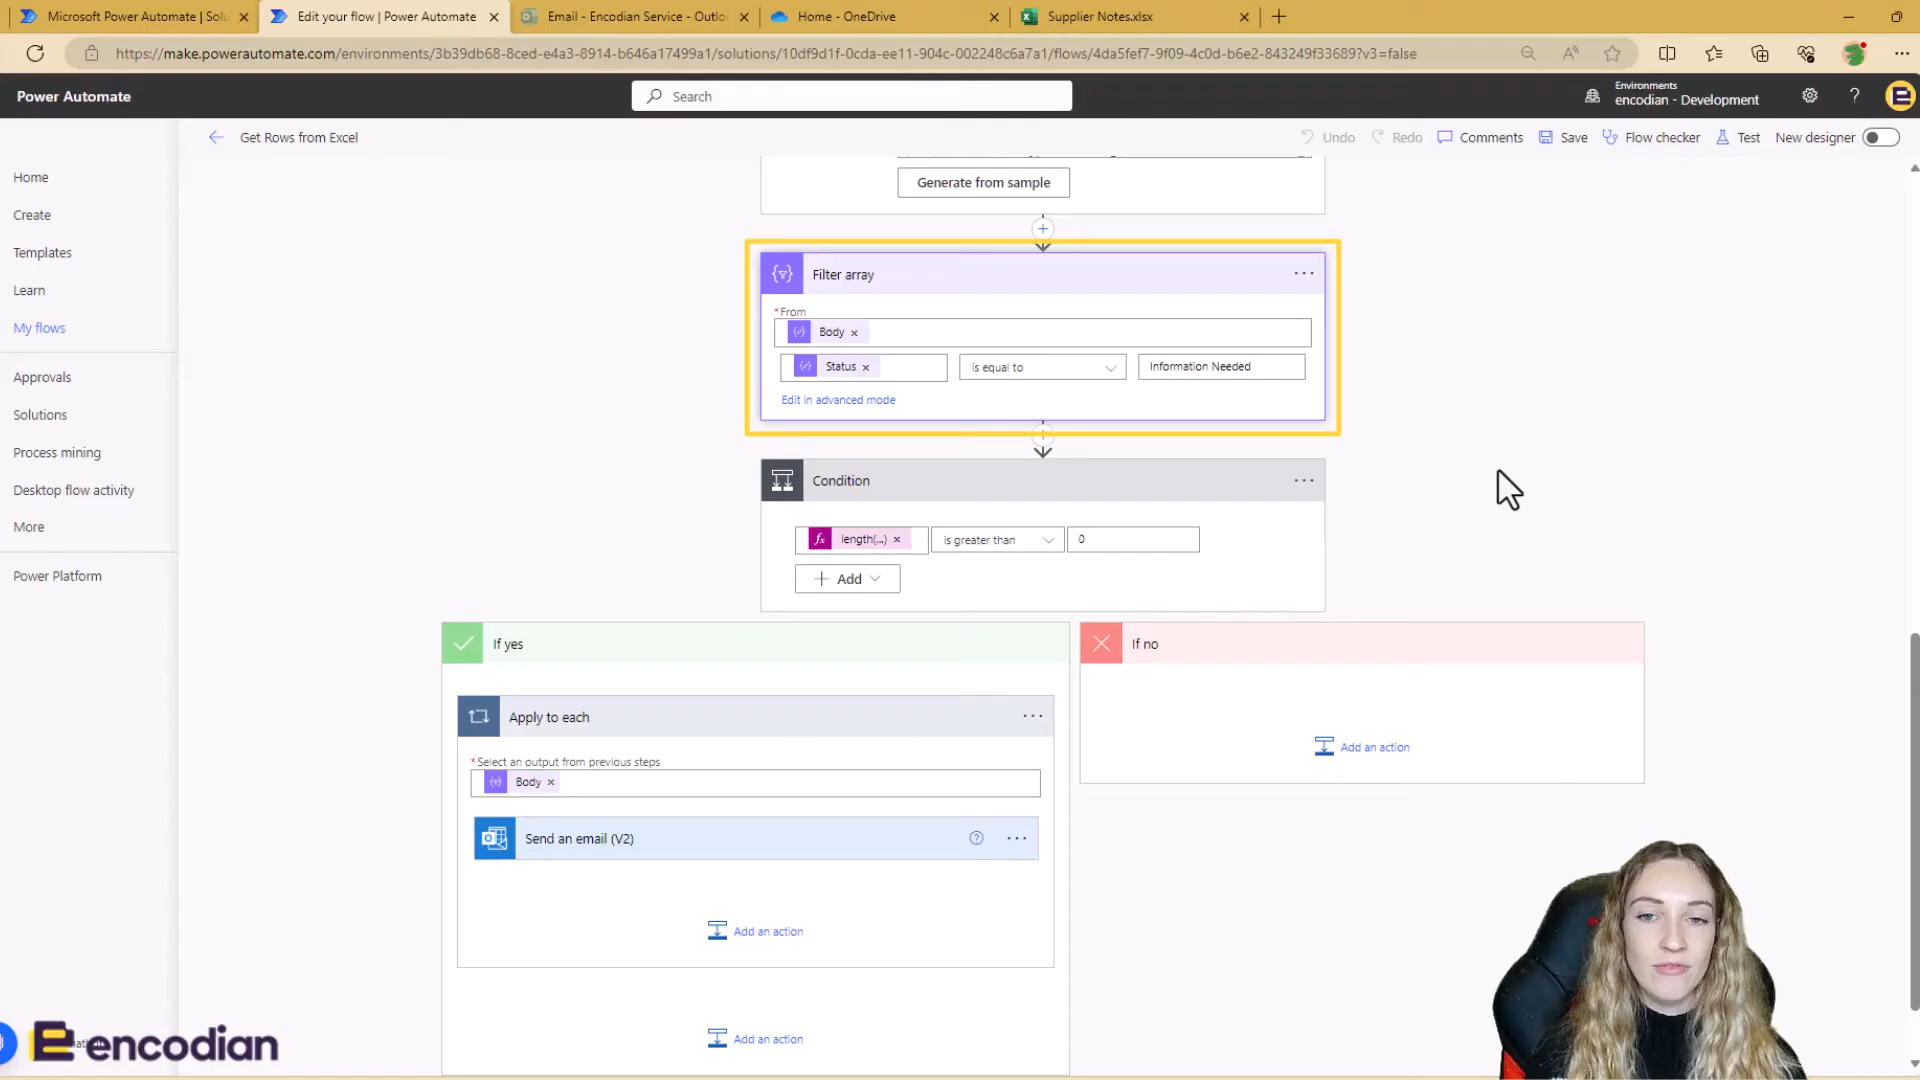 Microsoft Power Automate | Solu
Edit your flow | Power Automate
Email - Encodian Service - Outlo
Home - OneDrive
Supplier Notes.xlsx
https://make.powerautomate.com/environments/3b39db68-8ced-e4a3-8914-b646a17499a1/solutions/10df9d1f-0cda-ee11-904c-002248c6a7a1/flows/4da5fef7-9f09-4c0d-b6e2-843249f33689?v3=false
Power Automate
Search
Environments
encodian - Development
Get Rows from Excel
Undo
Redo
Comments
Save
Flow checker
Test
New designer
Home
Create
Templates
Learn
My flows
Approvals
Solutions
Process mining
Desktop flow activity
More
Power Platform
Generate from sample
Filter array
* From
Body
Status
is equal to
Information Needed
Edit in advanced mode
Condition
length(...)
is greater than
0
Add
If yes
If no
Apply to each
* Select an output from previous steps
Body
Send an email (V2)
Add an action
Add an action
Add an action
encodian